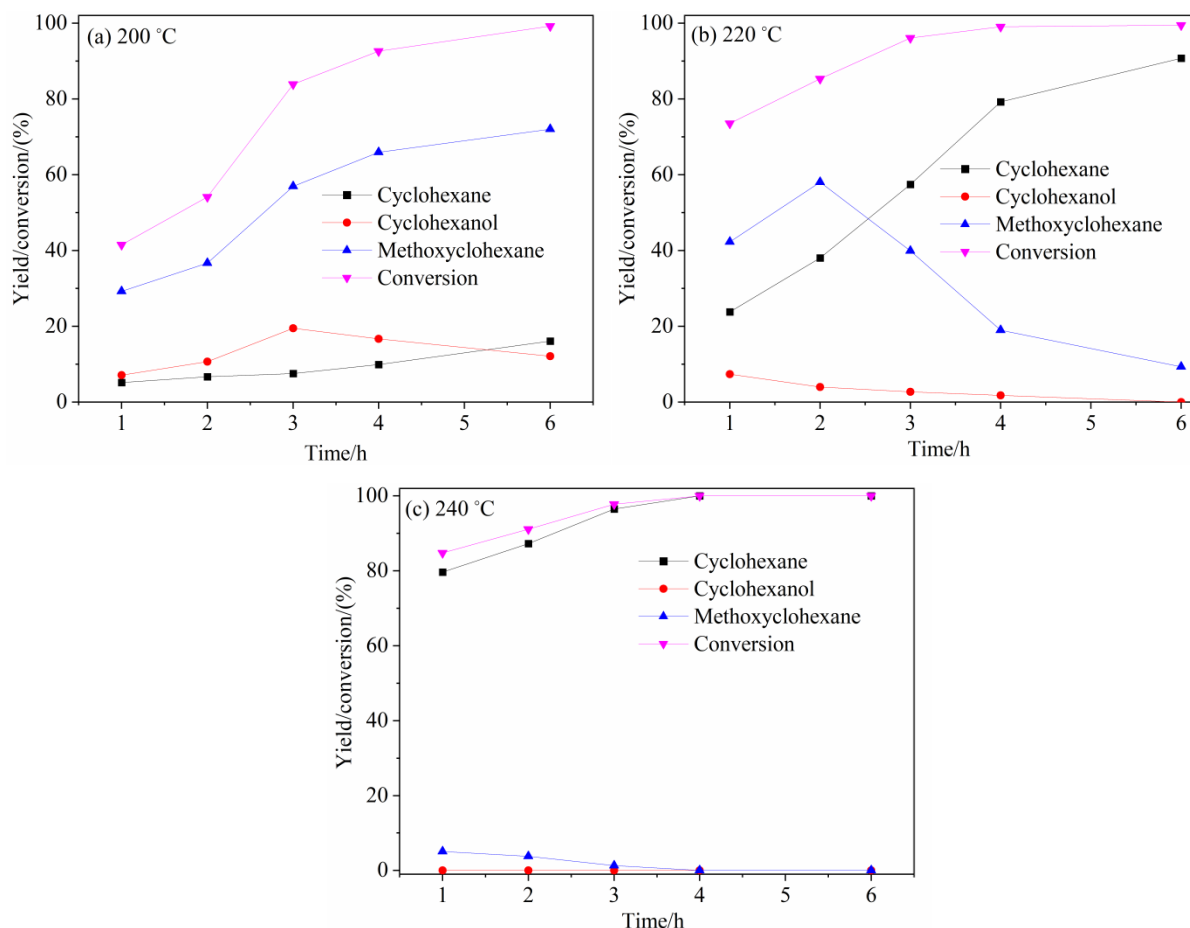 (a) 200 °C
100
80
60
40
20
0
Yield/conversion/(%)
Cyclohexane
Cyclohexanol
Methoxyclohexane
Conversion
1 2 3 4 5 6
Time/h
(b) 220 °C
100
80
60
40
20
0
Yield/conversion/(%)
Cyclohexane
Cyclohexanol
Methoxyclohexane
Conversion
1 2 3 4 5 6
Time/h
(c) 240 °C
100
80
60
40
20
0
Yield/conversion/(%)
Cyclohexane
Cyclohexanol
Methoxyclohexane
Conversion
1 2 3 4 5 6
Time/h